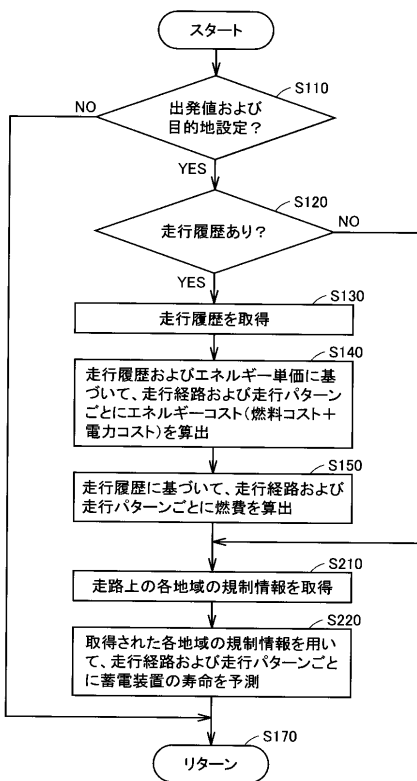 スタート
S110
NO
出発値および
目的地設定？
YES
S120
NO
走行履歴あり？
YES
S130
走行履歴を取得
S140
走行履歴およびエネルギー単価に基
づいて、走行経路および走行パターン
ごとにエネルギーコスト（燃料コスト＋
電力コスト）を算出
S150
走行履歴に基づいて、走行経路および
走行パターンごとに燃費を算出
S210
走路上の各地域の規制情報を取得
S220
取得された各地域の規制情報を用い
て、走行経路および走行パターンごと
に蓄電装置の寿命を予測
S170
リターン